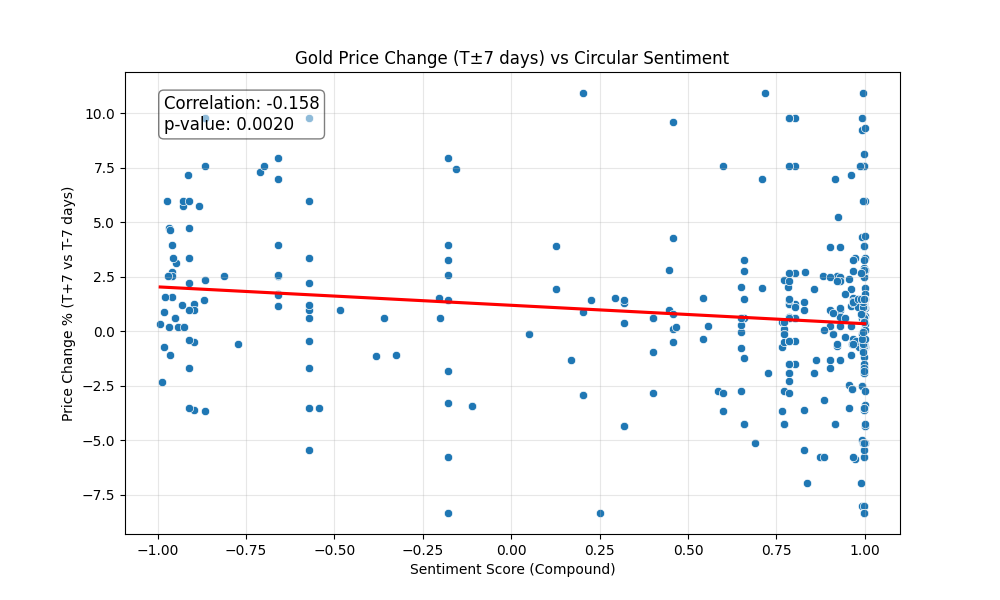 Gold Price Change (T±7 days) vs Circular Sentiment
Correlation: -0.158
p-value: 0.0020
Price Change % (T+7 vs T-7 days)
10.0
7.5
5.0
2.5
0.0
−2.5
−5.0
−7.5
−1.00 −0.75 −0.50 −0.25 0.00 0.25 0.50 0.75 1.00
Sentiment Score (Compound)